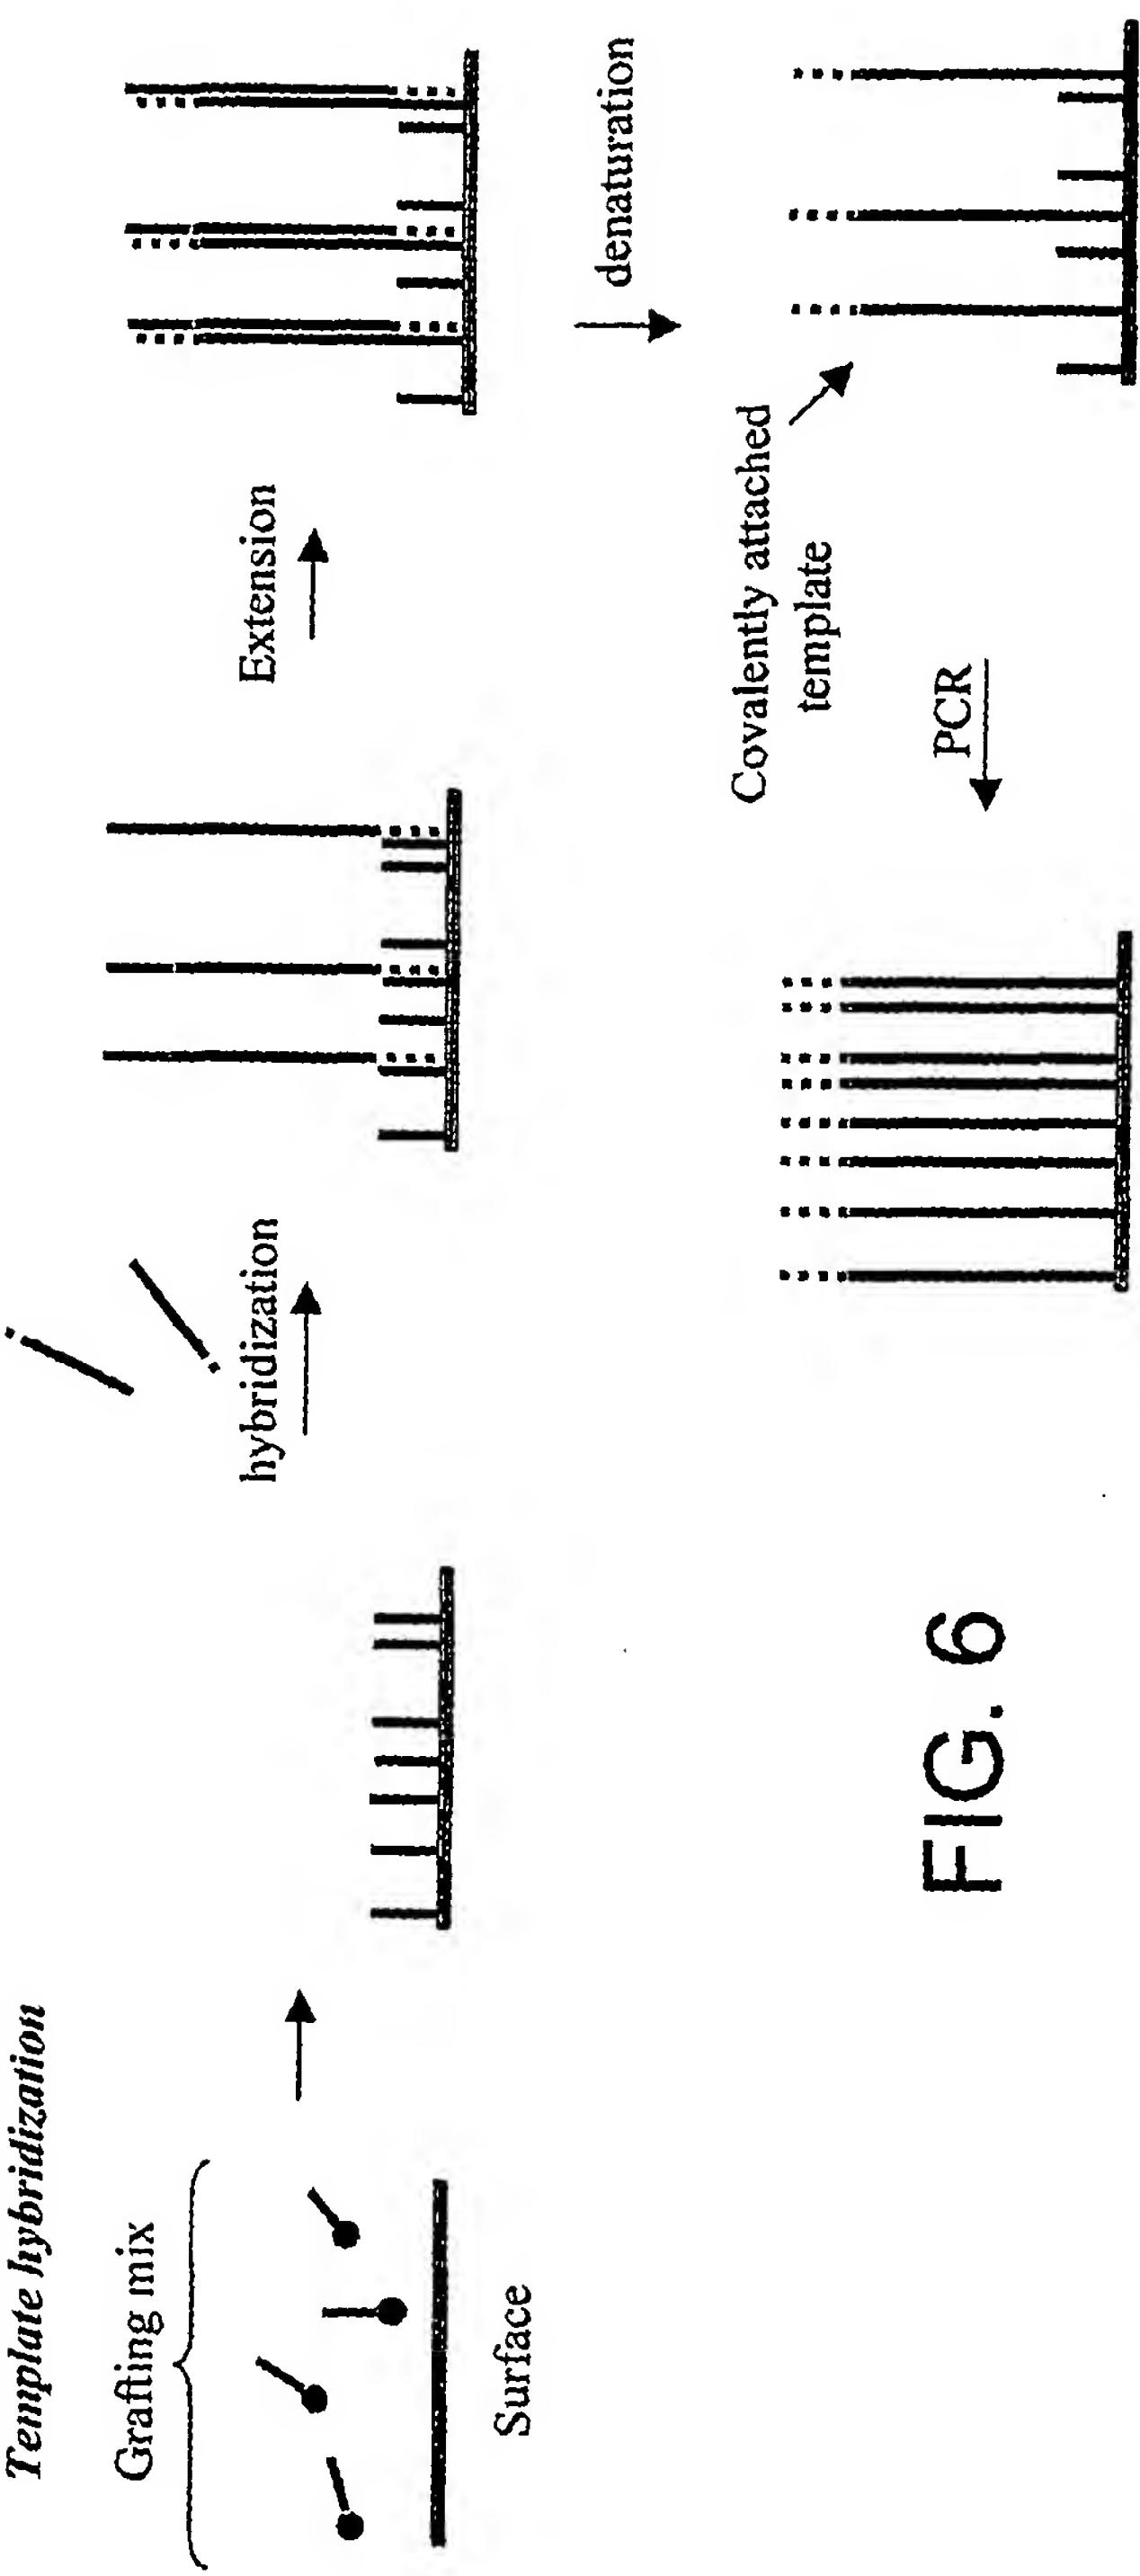 Template hybridization
Grafting mix
Surface
hybridization
Extension
denaturation
Covalently attached
template
PCR
FIG. 6